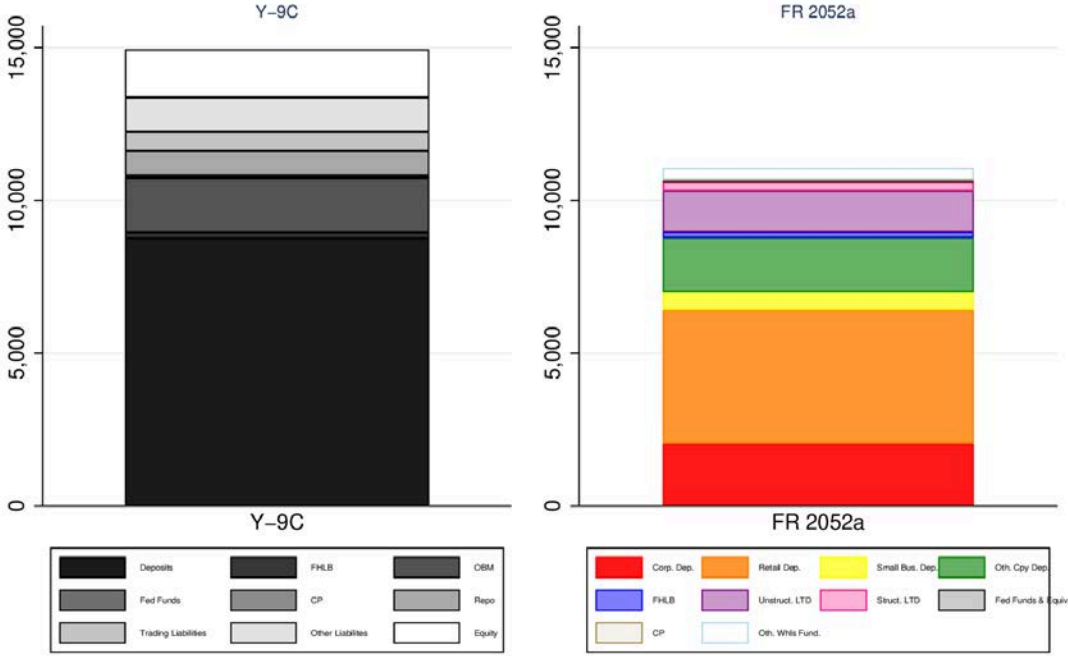 Y-9C
15,000
10,000
5,000
0
Y-9C
Deposits FHLB OBM
Fed Funds CP Repo
Trading Liabilities Other Liabilites Equity
FR 2052a
15,000
10,000
5,000
0
FR 2052a
Corp. Dep. Retail Dep. Small Bus. Dep. Oth. Cpy Dep.
FHLB Unstruct. LTD Struct. LTD Fed Funds & Equiv
CP Oth. Whls Fund.